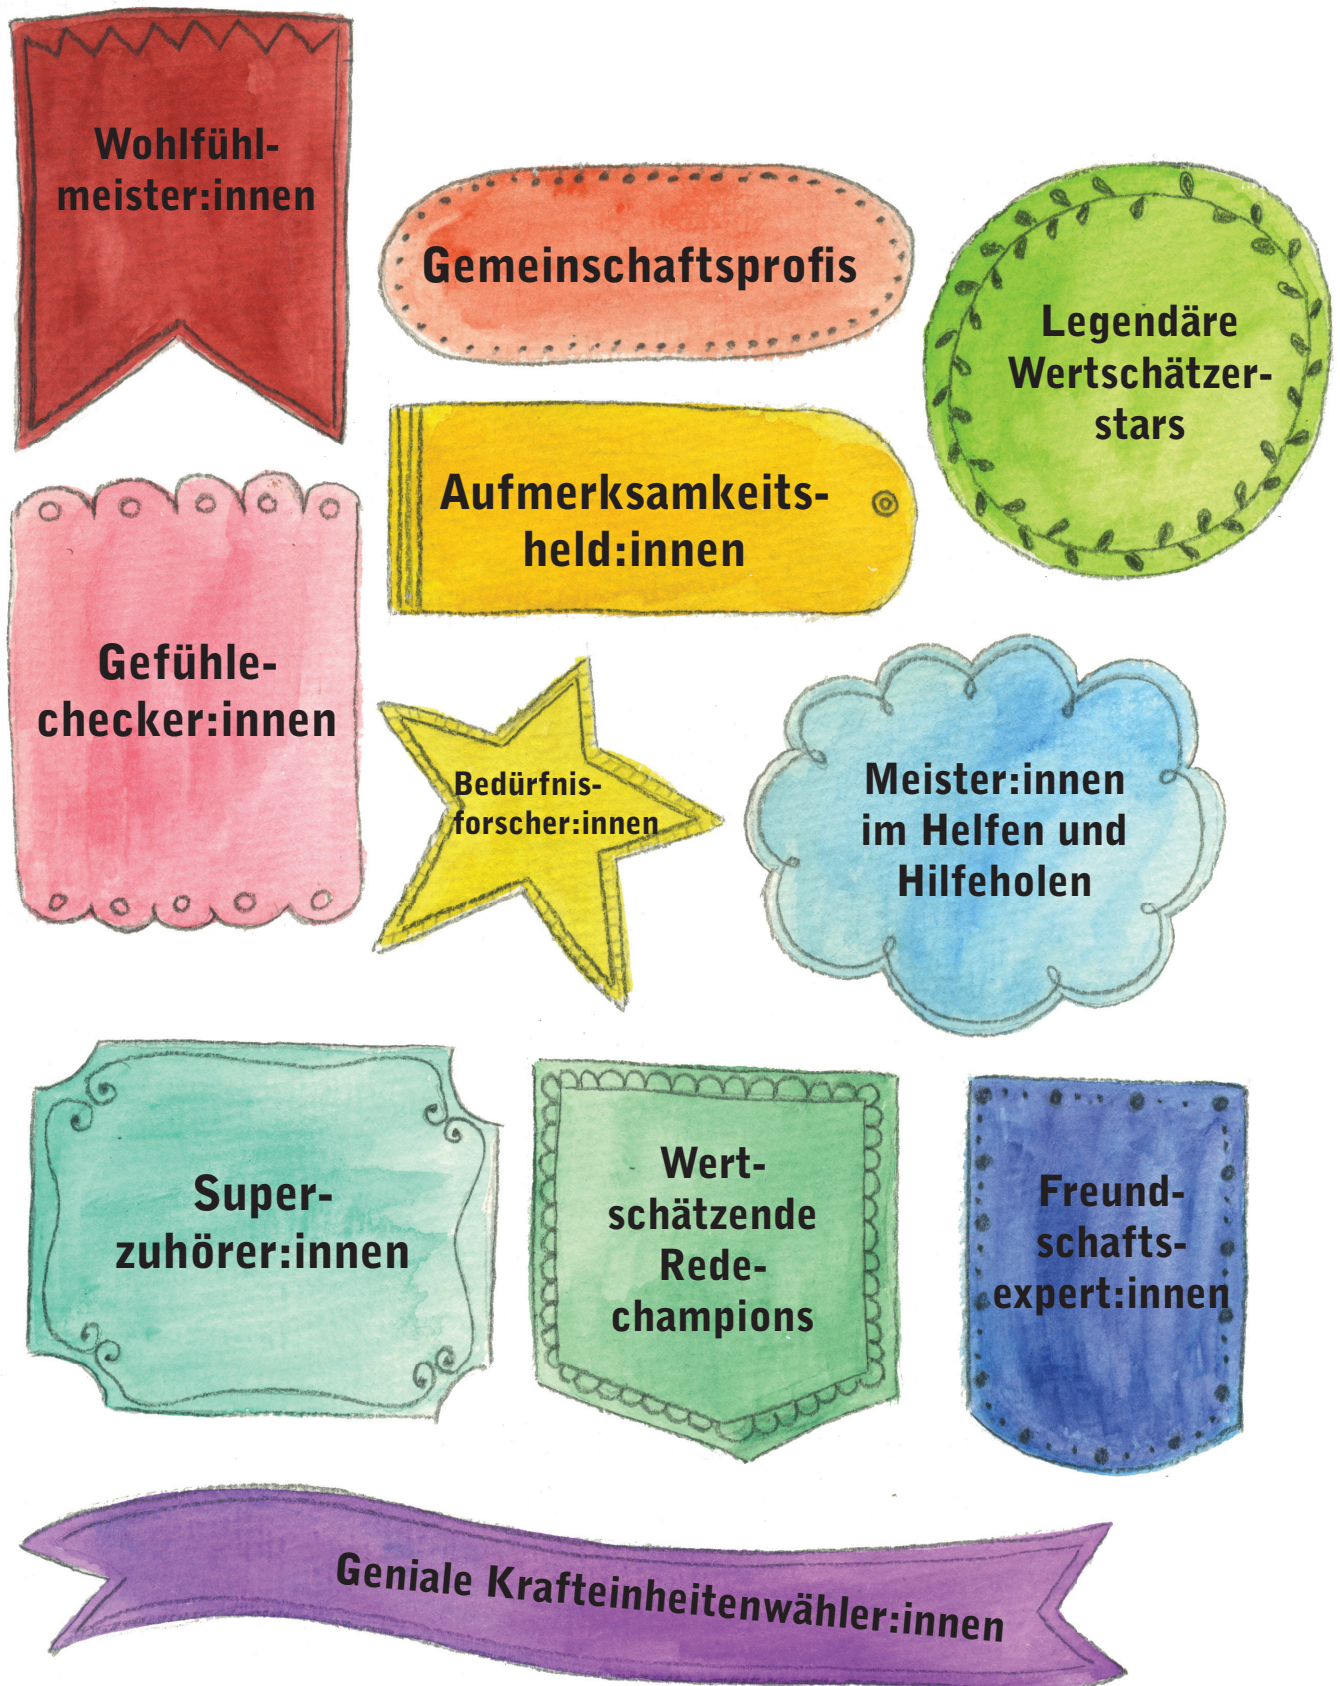 Wohlfühl-
meister:innen
Gemeinschaftsprofis
Legendäre
Wertschätzer-
stars
Aufmerksamkeits-
held:innen
Gefühle-
checker:innen
Bedürfnis-
forscher:innen
Meister:innen
im Helfen und
Hilfeholen
Super-
zuhörer:innen
Wert-
schätzende
Rede-
champions
Freund-
schafts-
expert:innen
Geniale Krafteinheitenwähler:innen